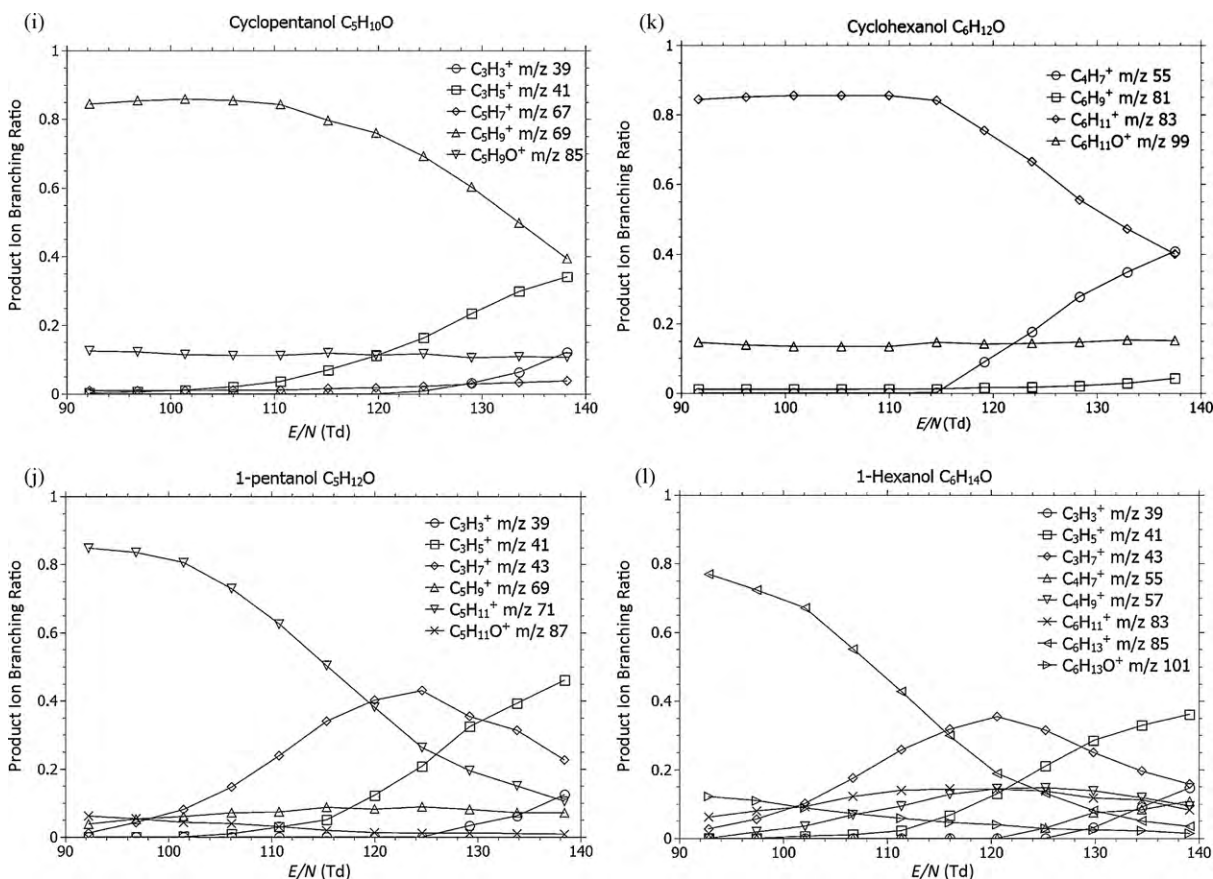 (i)
Cyclopentanol C₅H₁₀O
Product Ion Branching Ratio
1
0.8
0.6
0.4
0.2
0
C₃H₃⁺ m/z 39
C₃H₅⁺ m/z 41
C₅H₇⁺ m/z 67
C₅H₉⁺ m/z 69
C₅H₉O⁺ m/z 85
90 100 110 120 130 140
E/N (Td)
(k)
Cyclohexanol C₆H₁₂O
Product Ion Branching Ratio
1
0.8
0.6
0.4
0.2
0
C₄H₇⁺ m/z 55
C₆H₉⁺ m/z 81
C₆H₁₁⁺ m/z 83
C₆H₁₁O⁺ m/z 99
90 100 110 120 130 140
E/N (Td)
(j)
1-pentanol C₅H₁₂O
Product Ion Branching Ratio
1
0.8
0.6
0.4
0.2
0
C₃H₃⁺ m/z 39
C₃H₅⁺ m/z 41
C₃H₇⁺ m/z 43
C₅H₉⁺ m/z 69
C₅H₁₁⁺ m/z 71
C₅H₁₁O⁺ m/z 87
90 100 110 120 130 140
E/N (Td)
(l)
1-Hexanol C₆H₁₄O
Product Ion Branching Ratio
1
0.8
0.6
0.4
0.2
0
C₃H₃⁺ m/z 39
C₃H₅⁺ m/z 41
C₃H₇⁺ m/z 43
C₄H₇⁺ m/z 55
C₄H₉⁺ m/z 57
C₆H₁₁⁺ m/z 83
C₆H₁₃⁺ m/z 85
C₆H₁₃O⁺ m/z 101
90 100 110 120 130 140
E/N (Td)